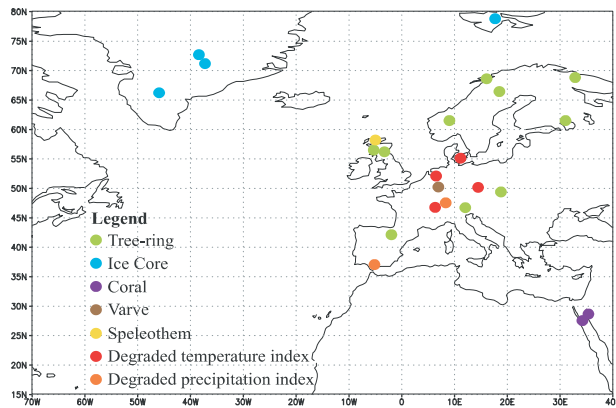 80N
75N
70N
65N
60N
55N
50N
45N
40N
35N
30N
25N
20N
15N
Legend
Tree-ring
Ice Core
Coral
Varve
Speleothem
Degraded temperature index
Degraded precipitation index
70W 60W 50W 40W 30W 20W 10W 0 10E 20E 30E 40